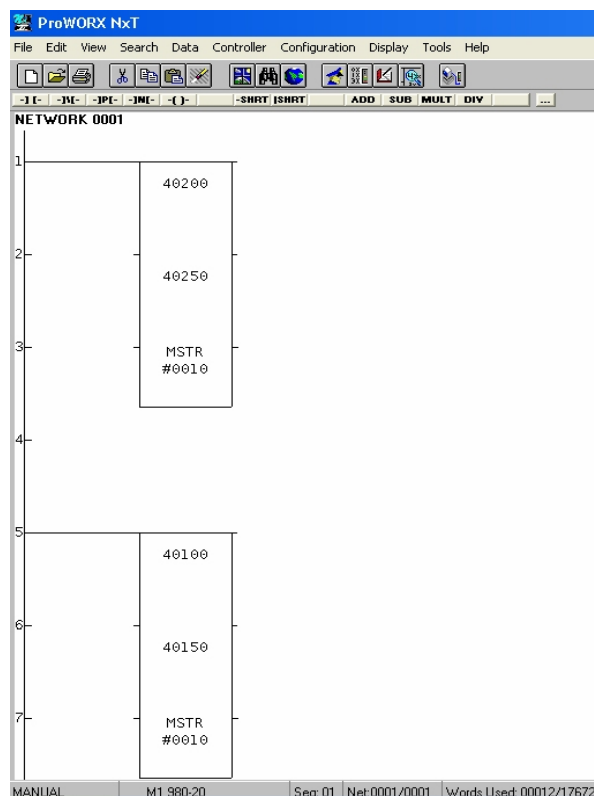 ProWORX NxT
File Edit View Search Data Controller Configuration Display Tools Help
-] [- -]\[- -]P[- -]N[- -( )- -SHRT |SHRT ADD SUB MULT DIV ...
NETWORK 0001
1
40200
2
40250
3
MSTR
#0010
4
5
40100
6
40150
7
MSTR
#0010
MANUAL M1 980-20 Seg: 01 Net:0001/0001 Words Used: 00012/17672